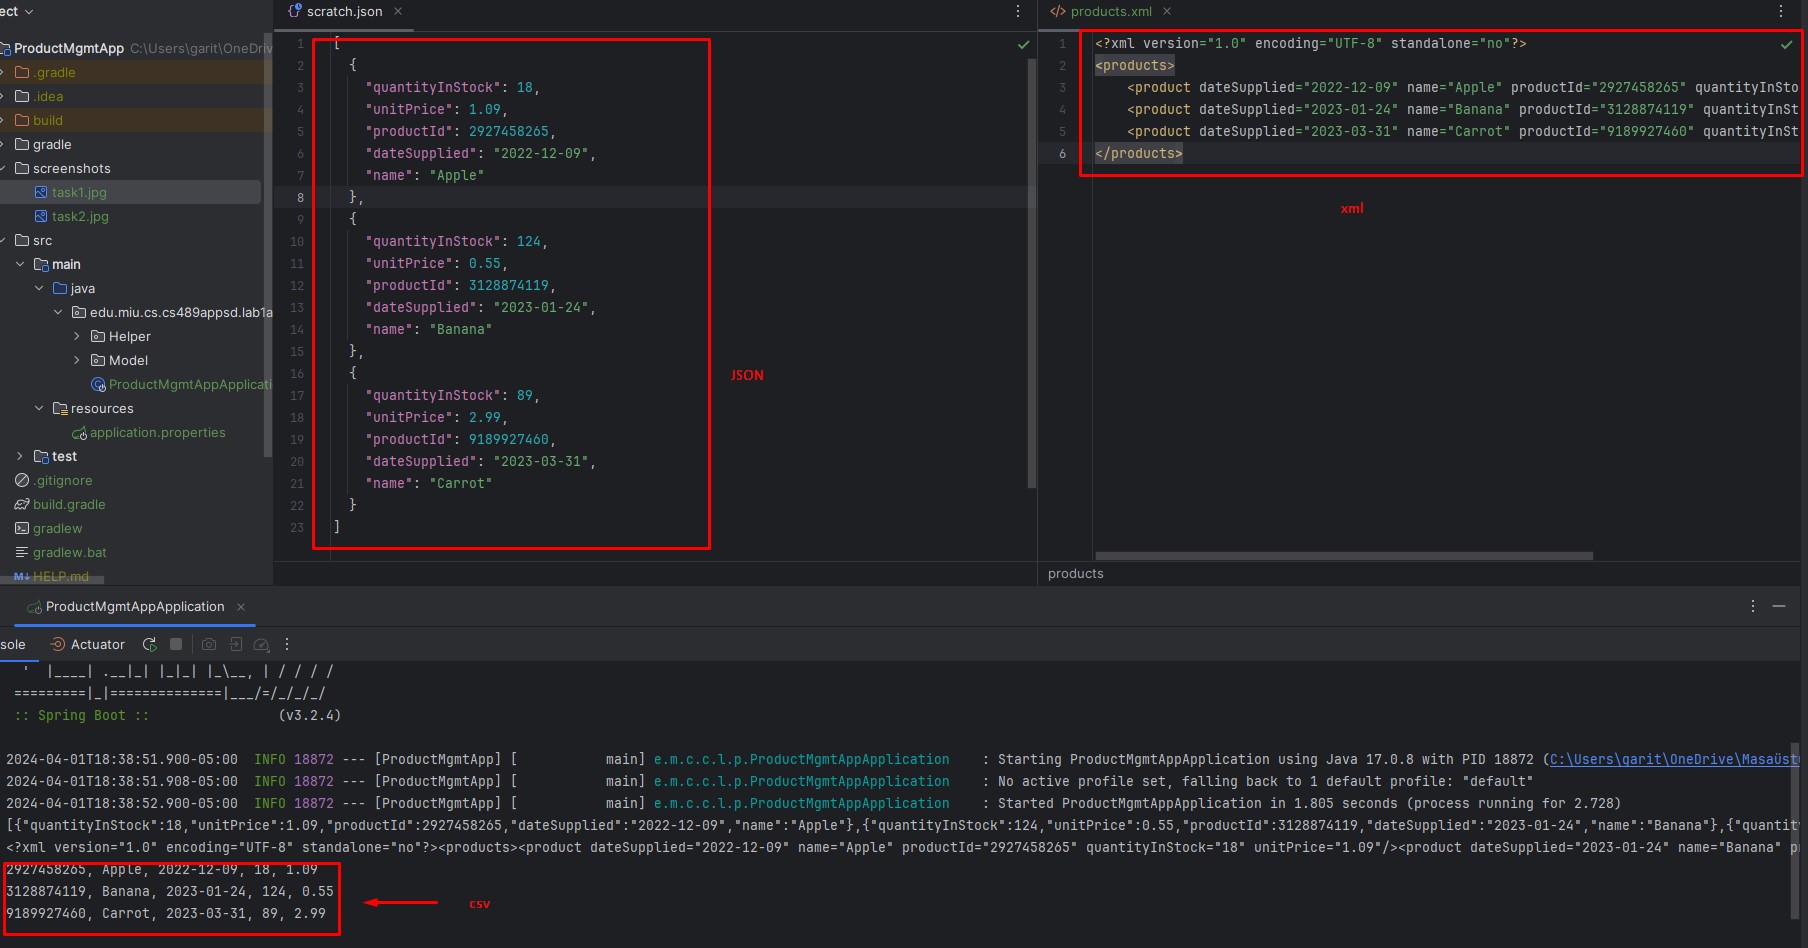 ect
ProductMgmtApp C:\Users\garit\OneDriv
.gradle
.idea
build
gradle
screenshots
task1.jpg
task2.jpg
src
main
java
edu.miu.cs.cs489appsd.lab1a
Helper
Model
ProductMgmtAppApplicati
resources
application.properties
test
.gitignore
build.gradle
gradlew
gradlew.bat
HELP.md
scratch.json
1 [
2 {
3 "quantityInStock": 18,
4 "unitPrice": 1.09,
5 "productId": 2927458265,
6 "dateSupplied": "2022-12-09",
7 "name": "Apple"
8 },
9 {
10 "quantityInStock": 124,
11 "unitPrice": 0.55,
12 "productId": 3128874119,
13 "dateSupplied": "2023-01-24",
14 "name": "Banana"
15 },
16 {
17 "quantityInStock": 89,
18 "unitPrice": 2.99,
19 "productId": 9189927460,
20 "dateSupplied": "2023-03-31",
21 "name": "Carrot"
22 }
23 ]
JSON
products.xml
1 <?xml version="1.0" encoding="UTF-8" standalone="no"?>
2 <products>
3 <product dateSupplied="2022-12-09" name="Apple" productId="2927458265" quantityInSto
4 <product dateSupplied="2023-01-24" name="Banana" productId="3128874119" quantityInSt
5 <product dateSupplied="2023-03-31" name="Carrot" productId="9189927460" quantityInSt
6 </products>
xml
products
ProductMgmtAppApplication
sole Actuator
' |____| .__|_| |_|_| |_\__, | / / / /
=========|_|==============|___/=/_/_/_/
:: Spring Boot :: (v3.2.4)
2024-04-01T18:38:51.900-05:00 INFO 18872 --- [ProductMgmtApp] [ main] e.m.c.c.l.p.ProductMgmtAppApplication : Starting ProductMgmtAppApplication using Java 17.0.8 with PID 18872 (C:\Users\garit\OneDrive\Masaüst
2024-04-01T18:38:51.908-05:00 INFO 18872 --- [ProductMgmtApp] [ main] e.m.c.c.l.p.ProductMgmtAppApplication : No active profile set, falling back to 1 default profile: "default"
2024-04-01T18:38:52.900-05:00 INFO 18872 --- [ProductMgmtApp] [ main] e.m.c.c.l.p.ProductMgmtAppApplication : Started ProductMgmtAppApplication in 1.805 seconds (process running for 2.728)
[{"quantityInStock":18,"unitPrice":1.09,"productId":2927458265,"dateSupplied":"2022-12-09","name":"Apple"},{"quantityInStock":124,"unitPrice":0.55,"productId":3128874119,"dateSupplied":"2023-01-24","name":"Banana"},{"quantit
<?xml version="1.0" encoding="UTF-8" standalone="no"?><products><product dateSupplied="2022-12-09" name="Apple" productId="2927458265" quantityInStock="18" unitPrice="1.09"/><product dateSupplied="2023-01-24" name="Banana" p
2927458265, Apple, 2022-12-09, 18, 1.09
3128874119, Banana, 2023-01-24, 124, 0.55
9189927460, Carrot, 2023-03-31, 89, 2.99
csv